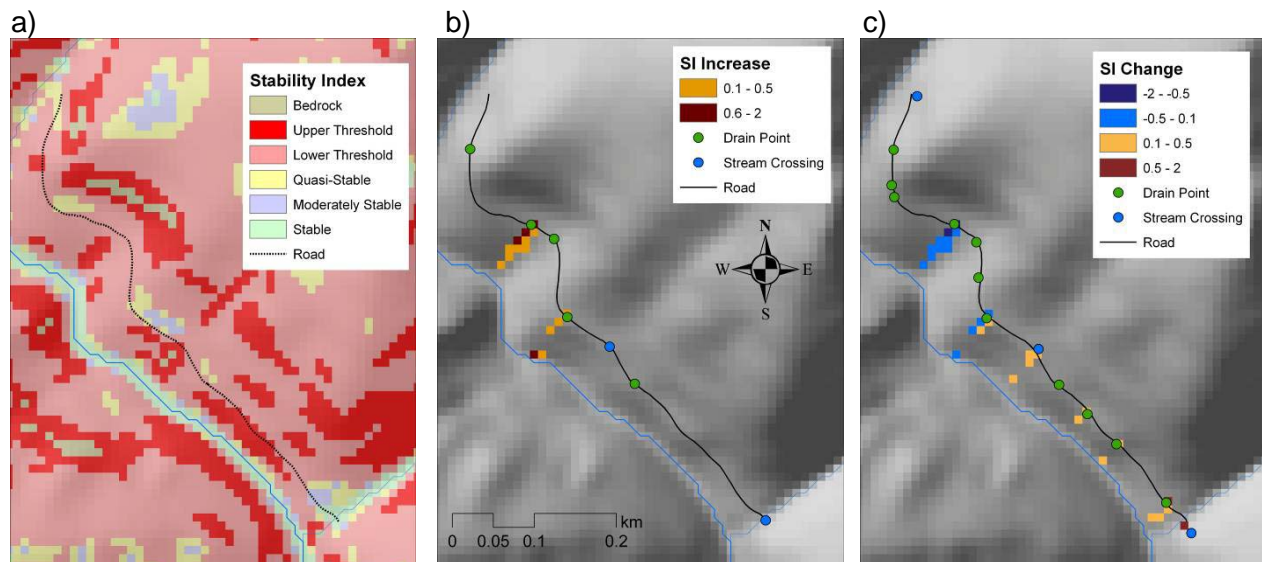 a)
Stability Index
Bedrock
Upper Threshold
Lower Threshold
Quasi-Stable
Moderately Stable
Stable
Road
b)
SI Increase
0.1 - 0.5
0.6 - 2
Drain Point
Stream Crossing
Road
N
W E
S
km
0 0.05 0.1 0.2
c)
SI Change
-2 - -0.5
-0.5 - 0.1
0.1 - 0.5
0.5 - 2
Drain Point
Stream Crossing
Road